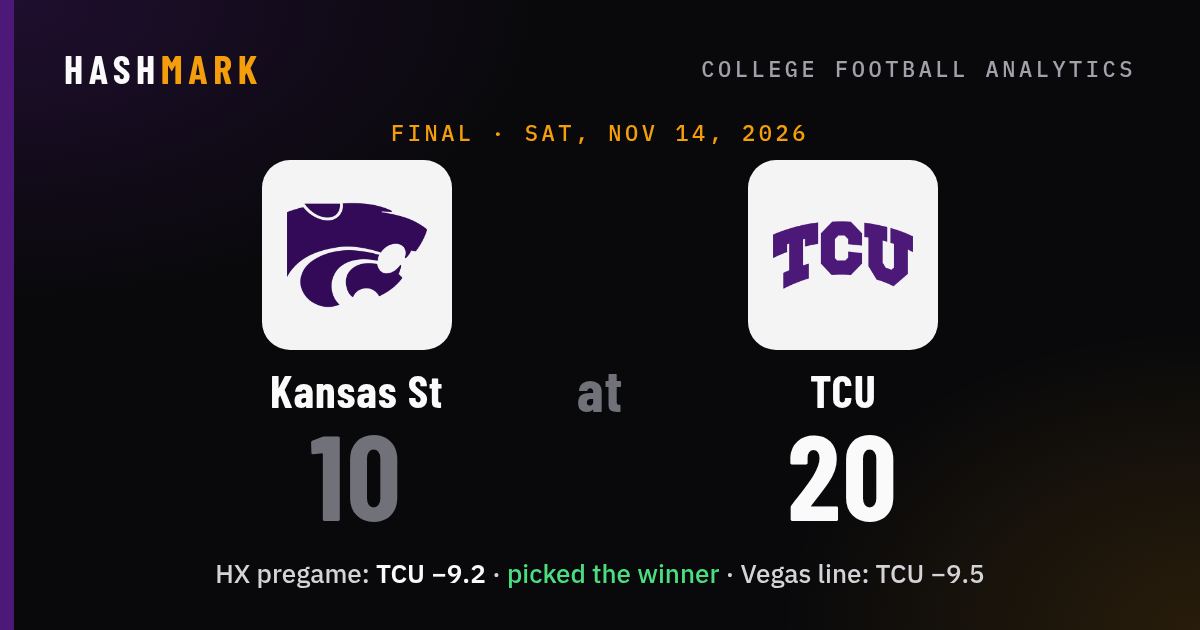 HASHMARK
COLLEGE FOOTBALL ANALYTICS
FINAL · SAT, NOV 14, 2026
TCU
Kansas St at TCU
10 20
HX pregame: TCU −9.2 · picked the winner · Vegas line: TCU −9.5